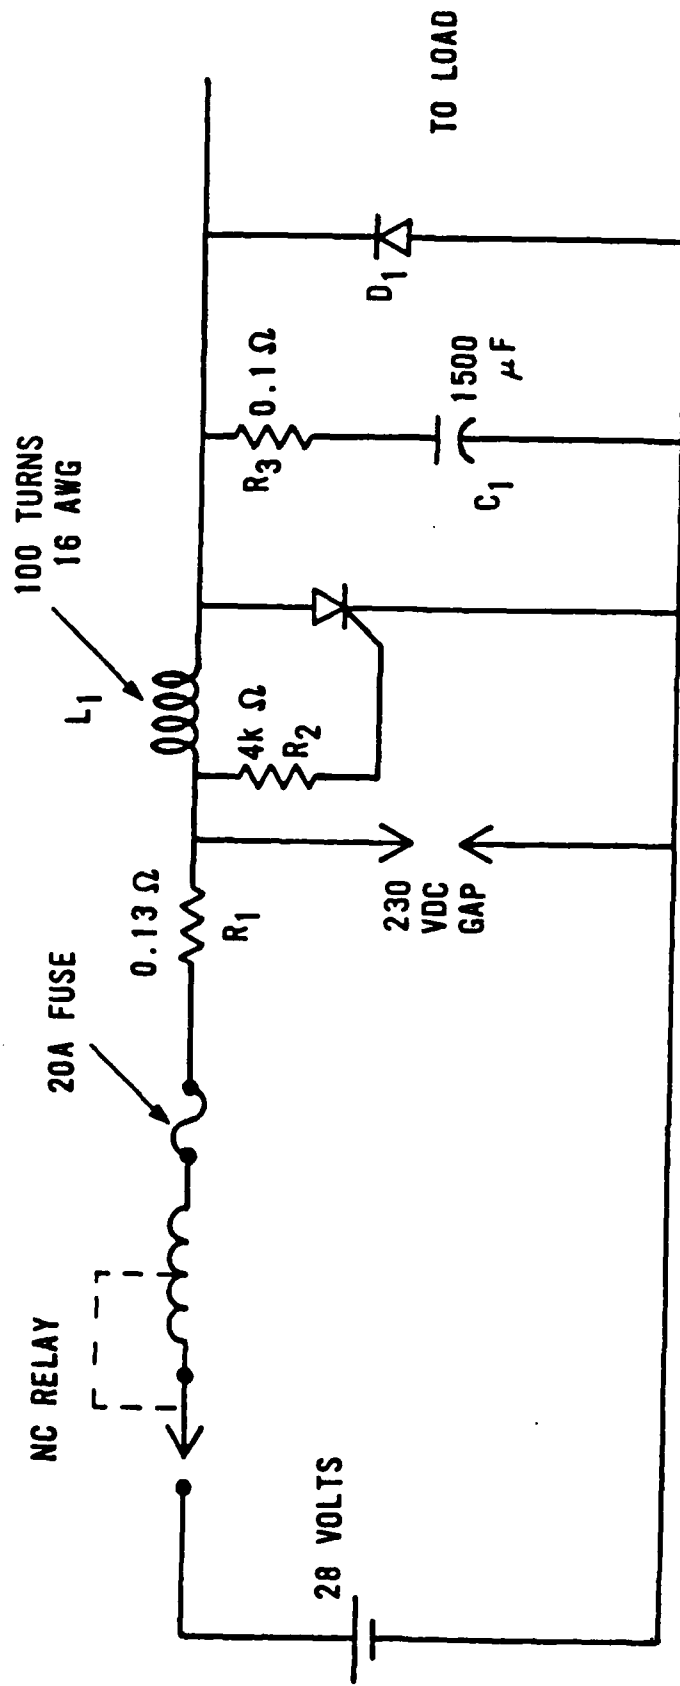 NC RELAY
28 VOLTS
20A FUSE
0.13 Ω
R1
230
VDC
GAP
100 TURNS
16 AWG
L1
4k Ω
R2
0.1 Ω
R3
C1
1500
μF
D1
TO LOAD